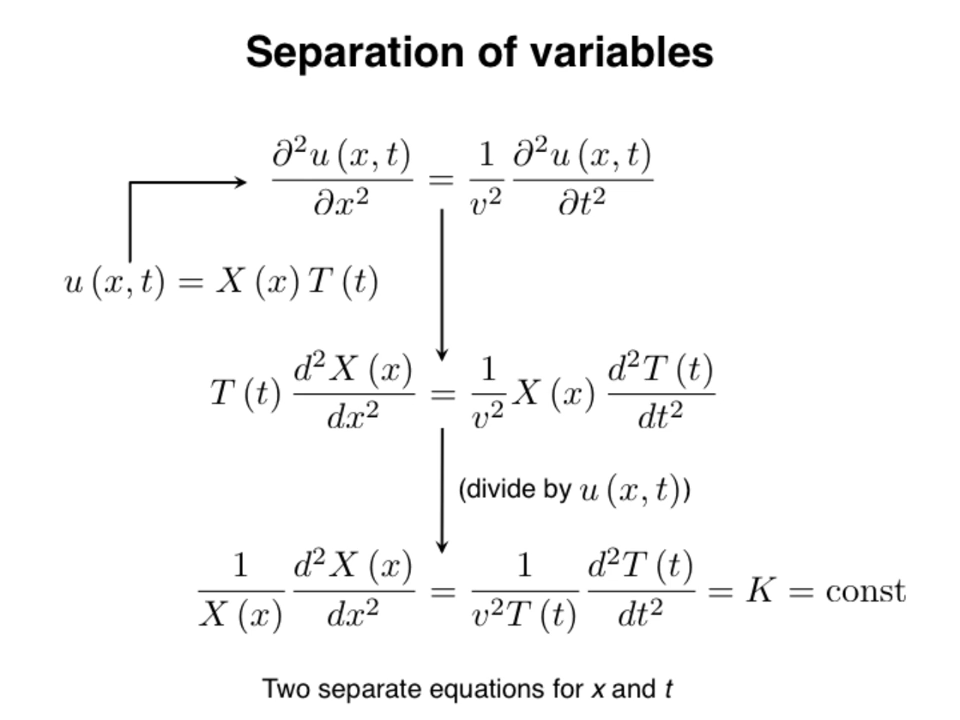 Separation of variables
∂²u (x, t) / ∂x² = 1 / v² ∂²u (x, t) / ∂t²
u (x, t) = X (x) T (t)
T (t) d²X (x) / dx² = 1 / v² X (x) d²T (t) / dt²
(divide by u (x, t))
1 / X (x) d²X (x) / dx² = 1 / v²T (t) d²T (t) / dt² = K = const
Two separate equations for x and t